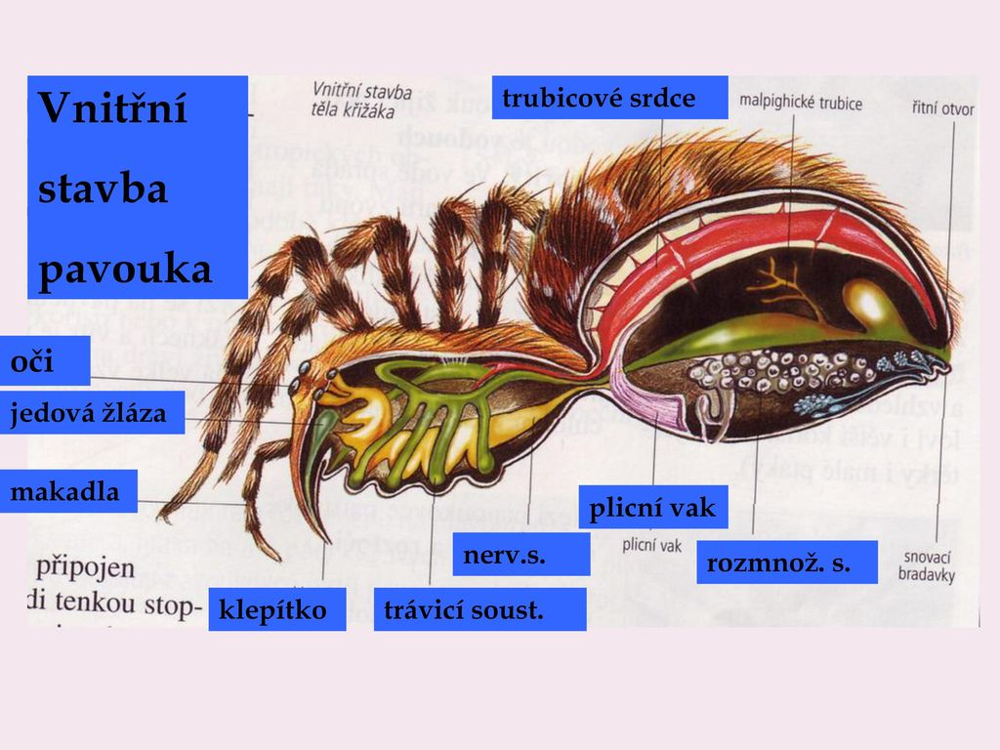 Vnitřní
stavba
pavouka
Vnitřní stavba
těla křižáka
trubicové srdce
malpighické trubice
řitní otvor
oči
jedová žláza
makadla
plicní vak
nerv.s.
plicní vak
rozmnož. s.
snovací
bradavky
připojen
di tenkou stop-
klepítko
trávicí soust.